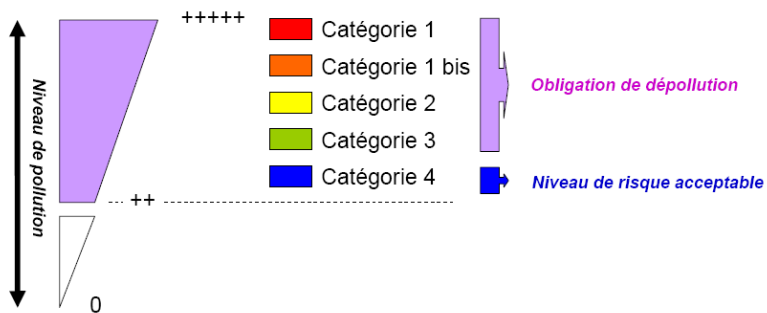 +++++
Catégorie 1
Catégorie 1 bis
Catégorie 2
Catégorie 3
Catégorie 4
Obligation de dépollution
Niveau de risque acceptable
Niveau de pollution
++
0